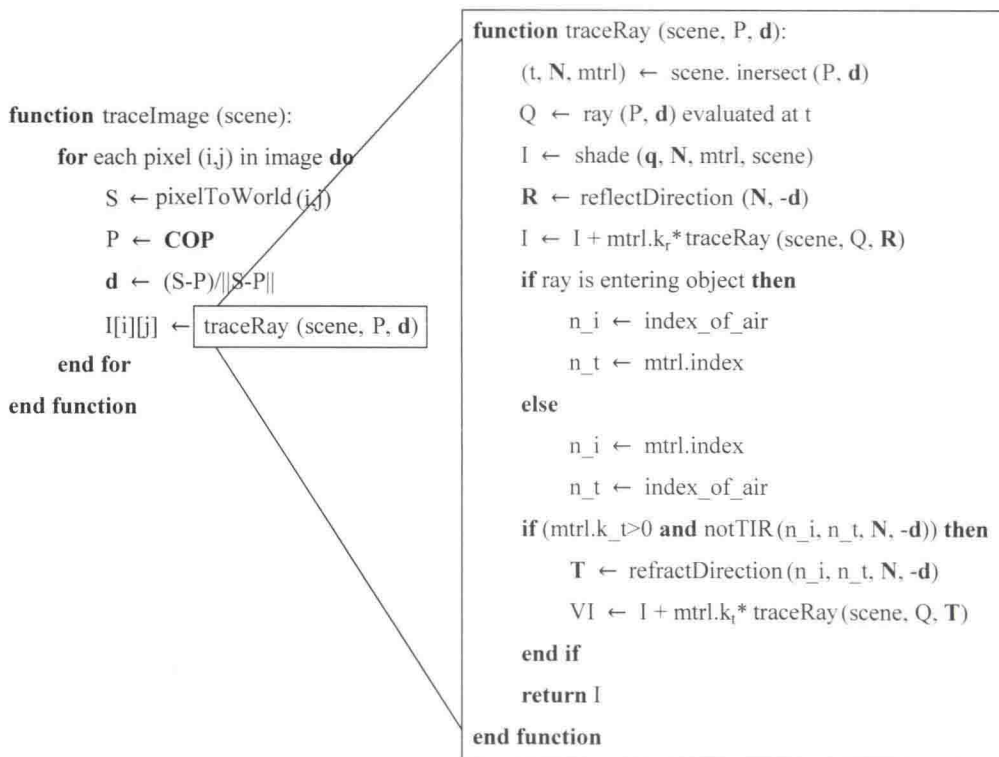 function traceImage (scene):
for each pixel (i,j) in image do
S ← pixelToWorld (i,j)
P ← COP
d ← (S-P)/||S-P||
I[i][j] ← traceRay (scene, P, d)
end for
end function
function traceRay (scene, P, d):
(t, N, mtrl) ← scene. inersect (P, d)
Q ← ray (P, d) evaluated at t
I ← shade (q, N, mtrl, scene)
R ← reflectDirection (N, -d)
I ← I + mtrl.kr* traceRay (scene, Q, R)
if ray is entering object then
n_i ← index_of_air
n_t ← mtrl.index
else
n_i ← mtrl.index
n_t ← index_of_air
if (mtrl.k_t>0 and notTIR (n_i, n_t, N, -d)) then
T ← refractDirection (n_i, n_t, N, -d)
VI ← I + mtrl.kt* traceRay (scene, Q, T)
end if
return I
end function